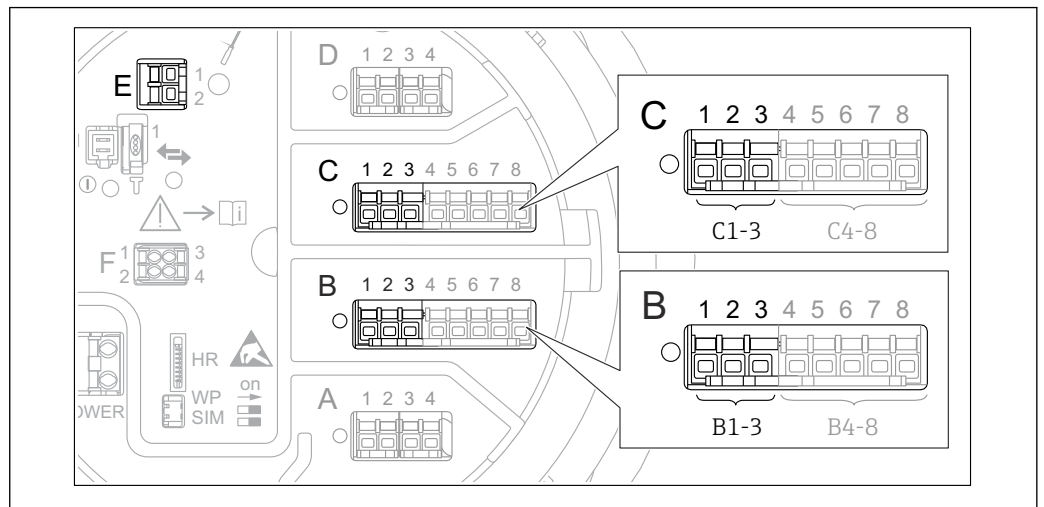 D 1 2 3 4
E 1
2
1
C 1 2 3 4 5 6 7 8
C 1 2 3 4 5 6 7 8
C1-3 C4-8
i
F 1 3
2 4
B 1 2 3 4 5 6 7 8
B 1 2 3 4 5 6 7 8
B1-3 B4-8
HR
WP on
SIM
OWER
A 1 2 3 4